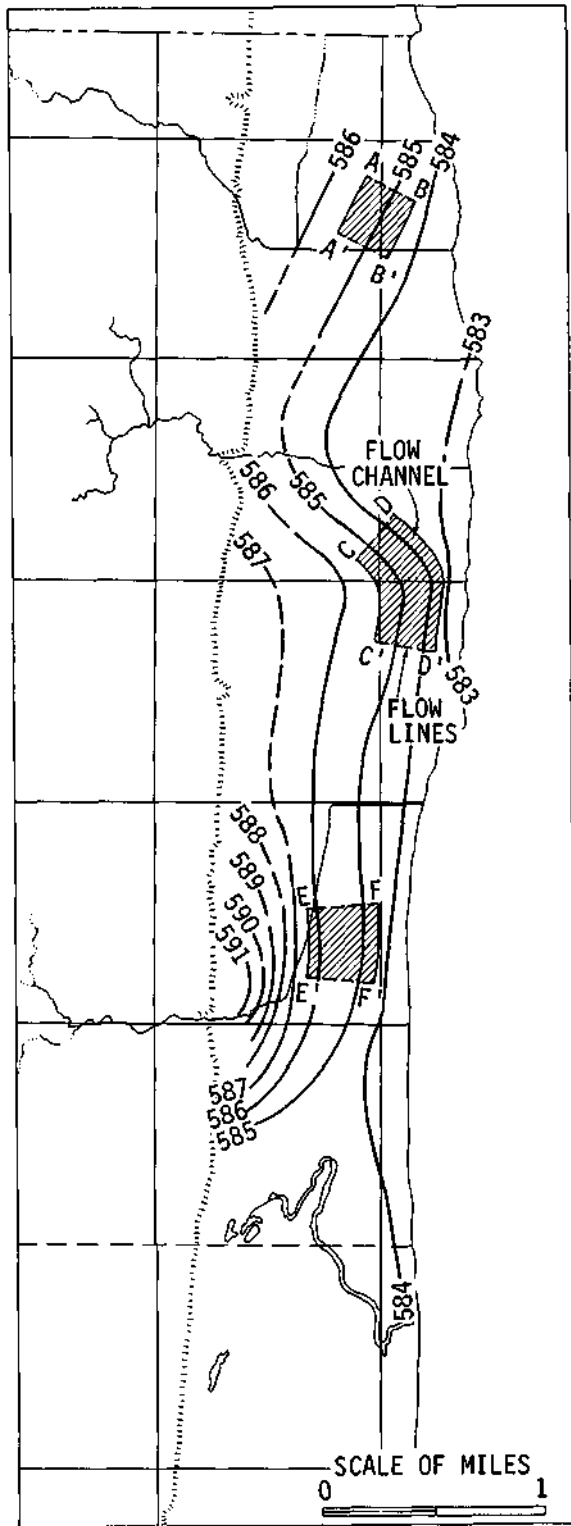 586
585
584
A
B
A'
B'
583
FLOW
CHANNEL
586
585
D
587
C
C'
D'
583
FLOW
LINES
588
589
590
591
E
F
E'
F'
587
586
585
584
SCALE OF MILES
0 1